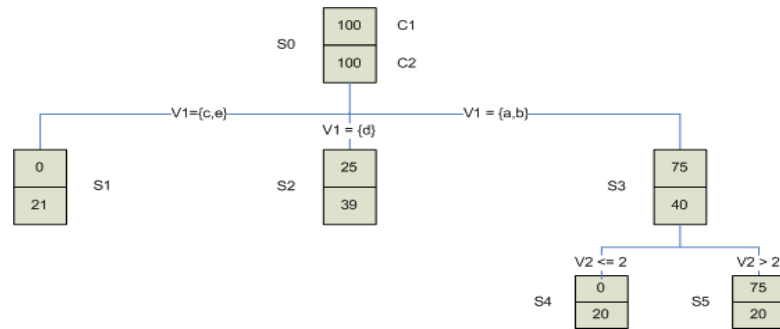 100 C1
S0
100 C2
V1={c,e} V1 = {a,b}
V1 = {d}
0 25 75
S1 S2 S3
21 39 40
V2 <= 2 V2 > 2
0 75
S4 S5
20 20